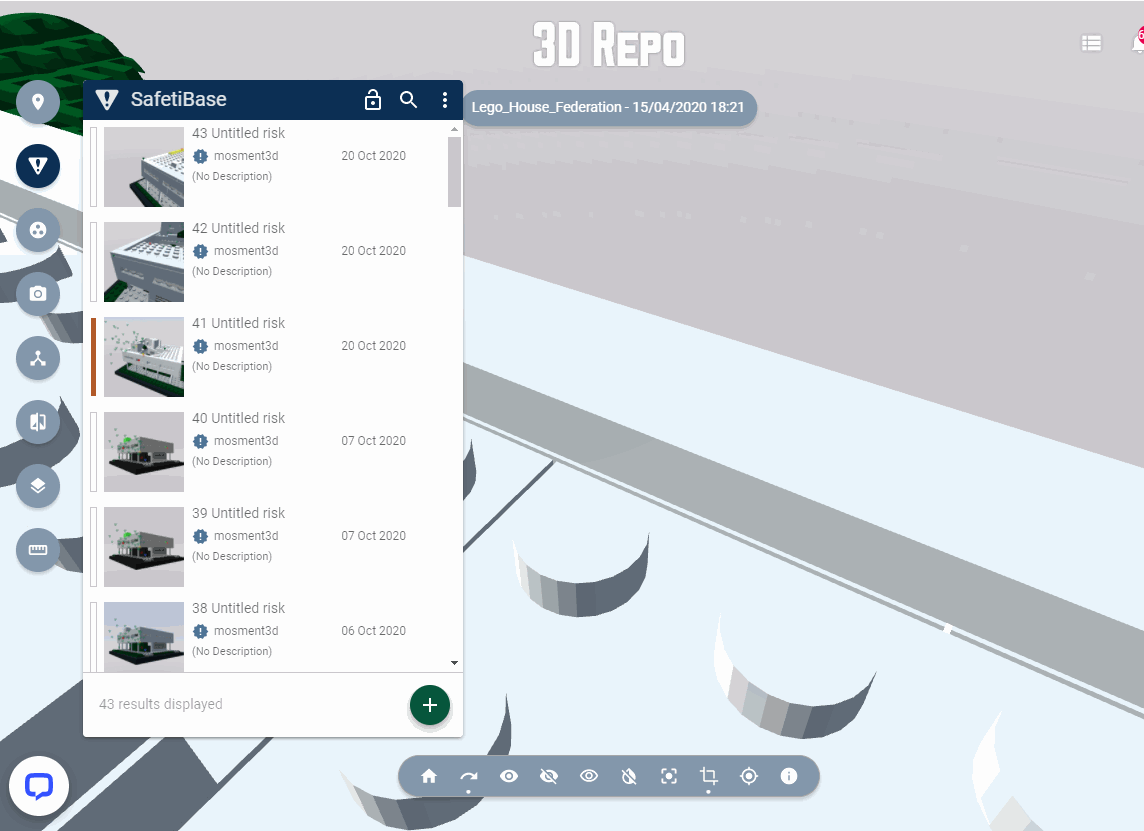 3D Repo
6
SafetiBase
Lego_House_Federation - 15/04/2020 18:21
43 Untitled risk
mosment3d 20 Oct 2020
(No Description)
42 Untitled risk
mosment3d 20 Oct 2020
(No Description)
41 Untitled risk
mosment3d 20 Oct 2020
(No Description)
40 Untitled risk
mosment3d 07 Oct 2020
(No Description)
39 Untitled risk
mosment3d 07 Oct 2020
(No Description)
38 Untitled risk
mosment3d 06 Oct 2020
(No Description)
43 results displayed